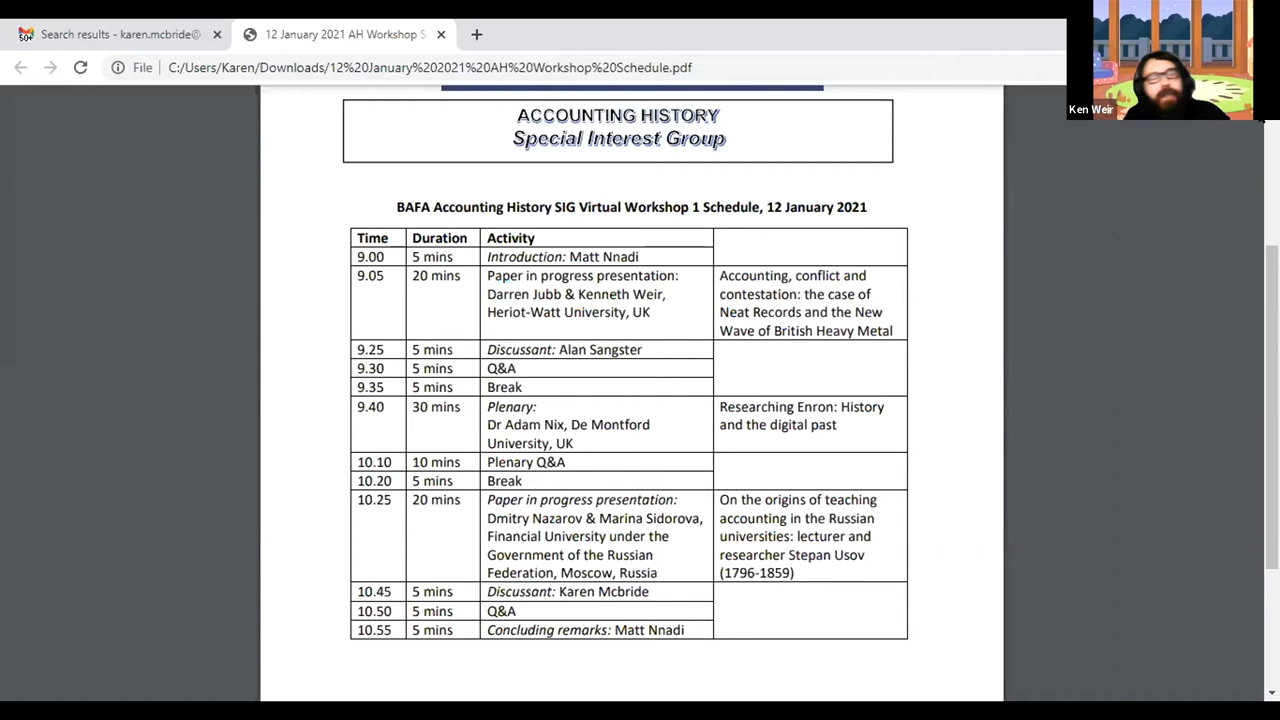 Search results - karen.mcbride@
12 January 2021 AH Workshop S
File
C:/Users/Karen/Downloads/12%20January%202021%20AH%20Workshop%20Schedule.pdf
Ken Weir
ACCOUNTING HISTORY
Special Interest Group
BAFA Accounting History SIG Virtual Workshop 1 Schedule, 12 January 2021
Time Duration Activity
9.00 5 mins Introduction: Matt Nnadi
9.05 20 mins Paper in progress presentation:
Darren Jubb & Kenneth Weir,
Heriot-Watt University, UK
Accounting, conflict and
contestation: the case of
Neat Records and the New
Wave of British Heavy Metal
9.25 5 mins Discussant: Alan Sangster
9.30 5 mins Q&A
9.35 5 mins Break
9.40 30 mins Plenary:
Dr Adam Nix, De Montford
University, UK
Researching Enron: History
and the digital past
10.10 10 mins Plenary Q&A
10.20 5 mins Break
10.25 20 mins Paper in progress presentation:
Dmitry Nazarov & Marina Sidorova,
Financial University under the
Government of the Russian
Federation, Moscow, Russia
On the origins of teaching
accounting in the Russian
universities: lecturer and
researcher Stepan Usov
(1796-1859)
10.45 5 mins Discussant: Karen Mcbride
10.50 5 mins Q&A
10.55 5 mins Concluding remarks: Matt Nnadi